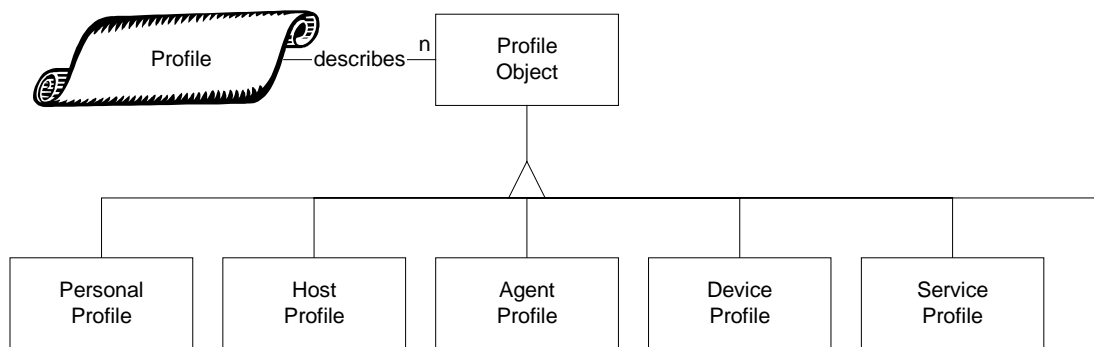 Profile
describes
n
Profile
Object
Personal
Profile
Host
Profile
Agent
Profile
Device
Profile
Service
Profile